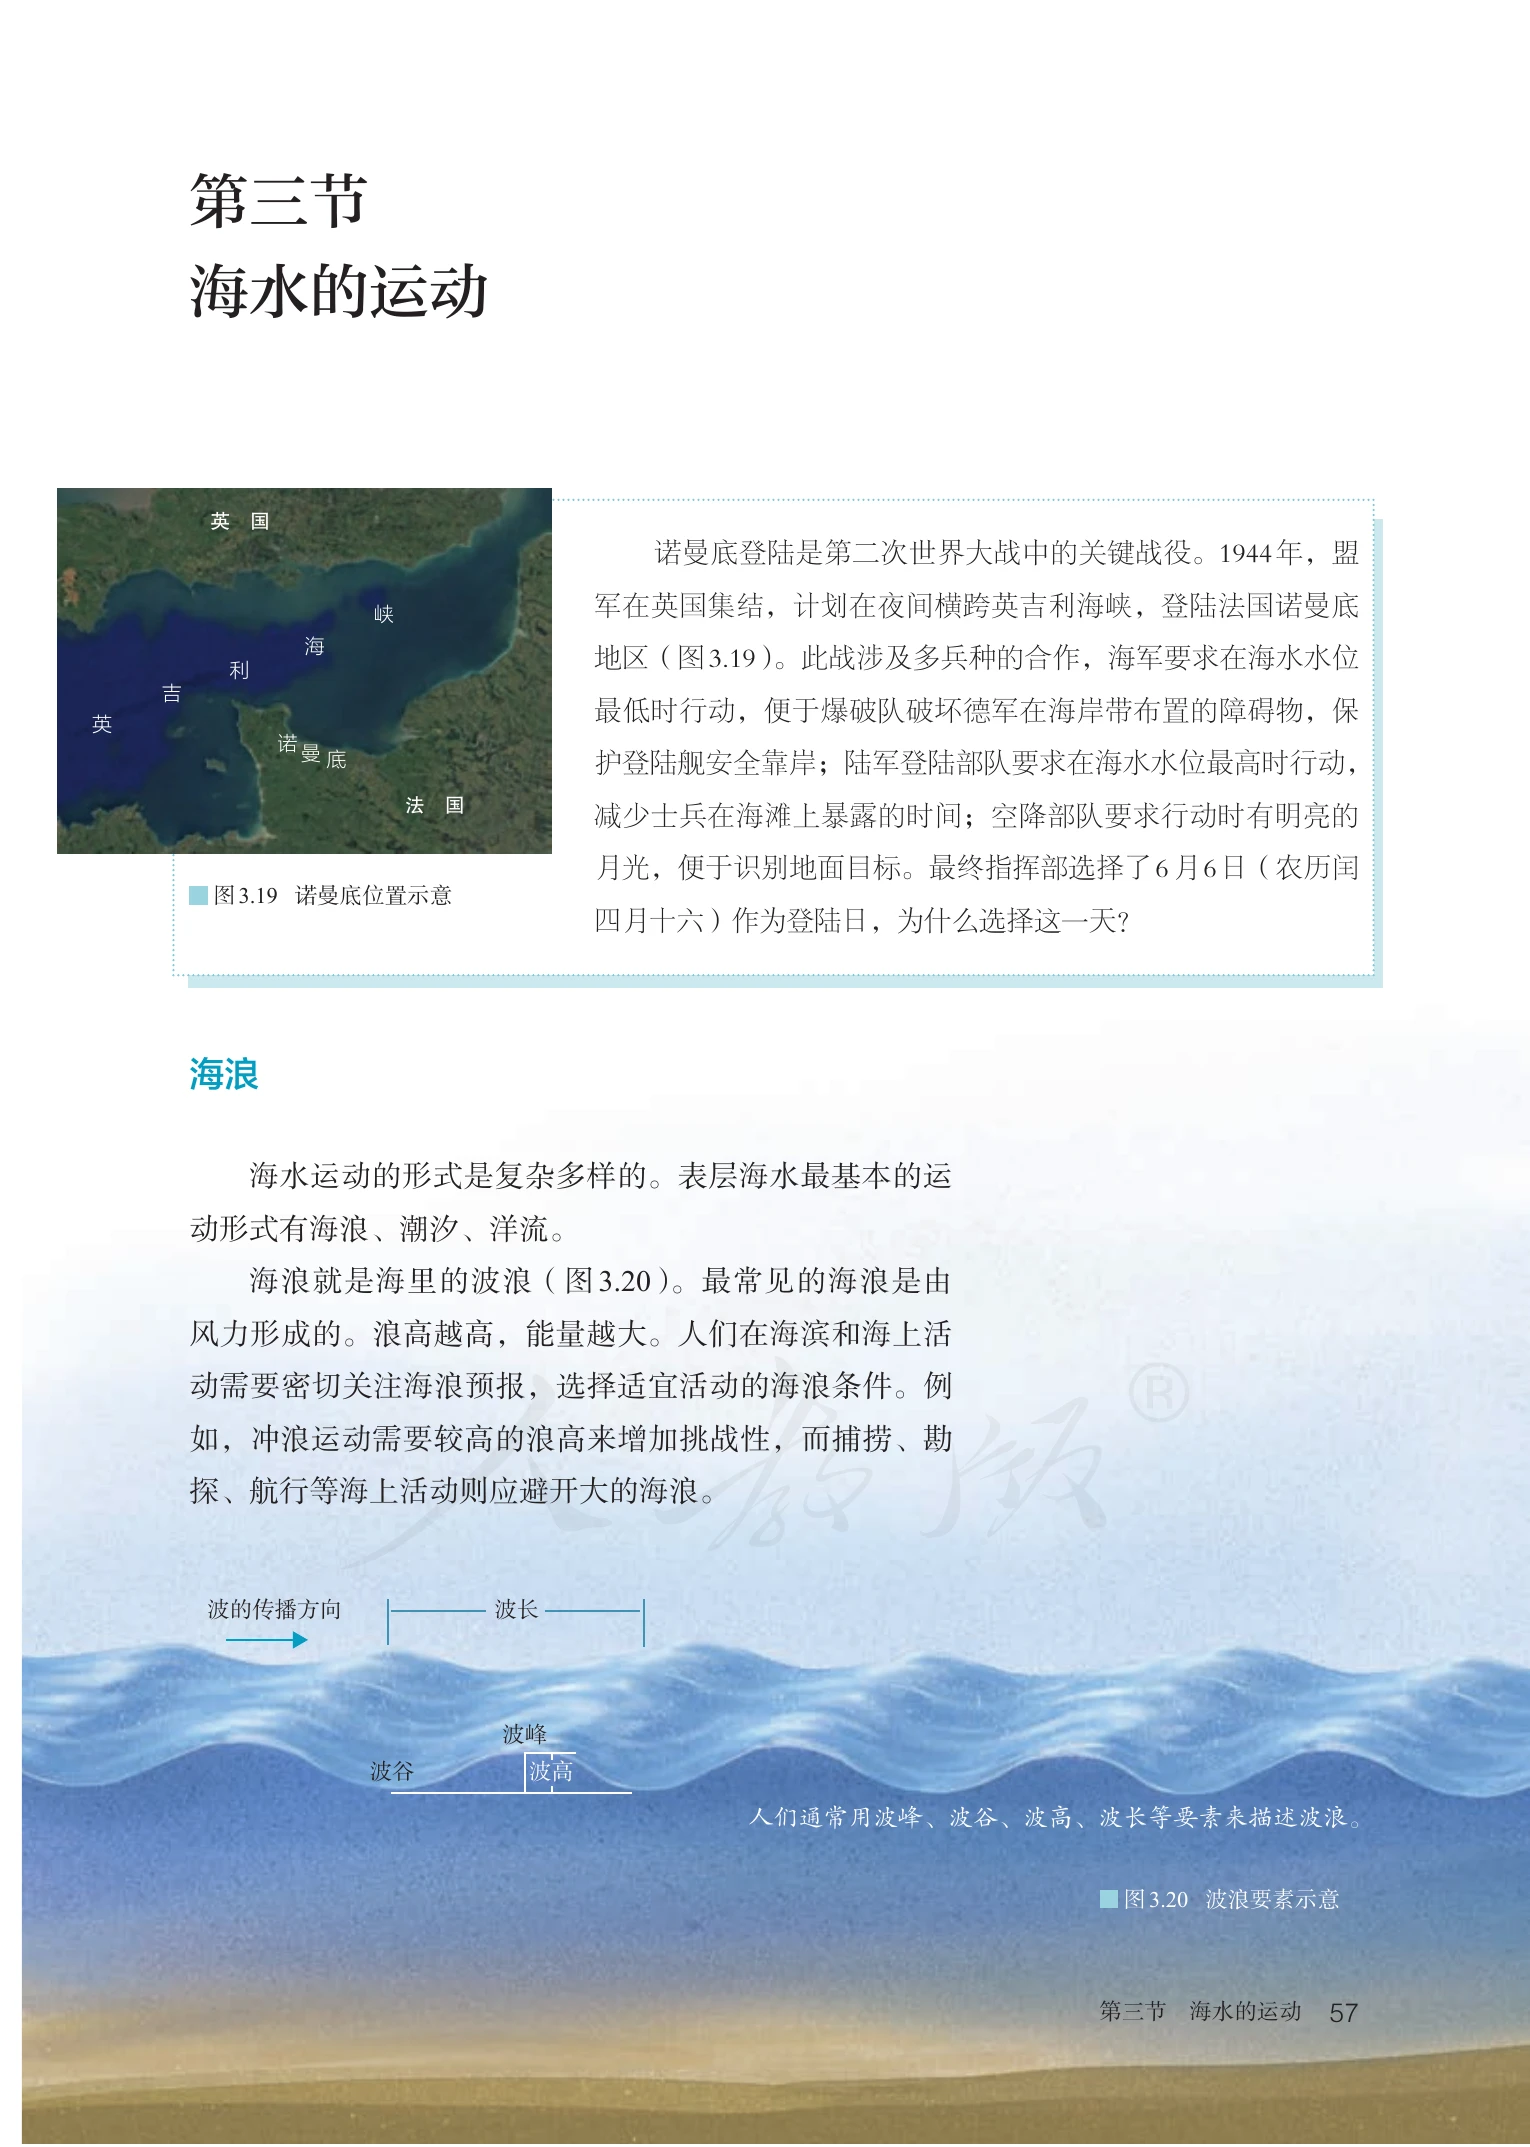 第三节
海水的运动
英 国
峡
海
利
吉
英
诺曼底
法 国
图3.19 诺曼底位置示意
诺曼底登陆是第二次世界大战中的关键战役。1944年，盟
军在英国集结，计划在夜间横跨英吉利海峡，登陆法国诺曼底
地区（图3.19）。此战涉及多兵种的合作，海军要求在海水水位
最低时行动，便于爆破队破坏德军在海岸带布置的障碍物，保
护登陆舰安全靠岸；陆军登陆部队要求在海水水位最高时行动，
减少士兵在海滩上暴露的时间；空降部队要求行动时有明亮的
月光，便于识别地面目标。最终指挥部选择了6月6日（农历闰
四月十六）作为登陆日，为什么选择这一天？
海浪
海水运动的形式是复杂多样的。表层海水最基本的运
动形式有海浪、潮汐、洋流。
海浪就是海里的波浪（图3.20）。最常见的海浪是由
风力形成的。浪高越高，能量越大。人们在海滨和海上活
动需要密切关注海浪预报，选择适宜活动的海浪条件。例
如，冲浪运动需要较高的浪高来增加挑战性，而捕捞、勘
探、航行等海上活动则应避开大的海浪。
人教版®
波的传播方向
波长
波峰
波谷
波高
人们通常用波峰、波谷、波高、波长等要素来描述波浪。
图3.20 波浪要素示意
第三节 海水的运动 57